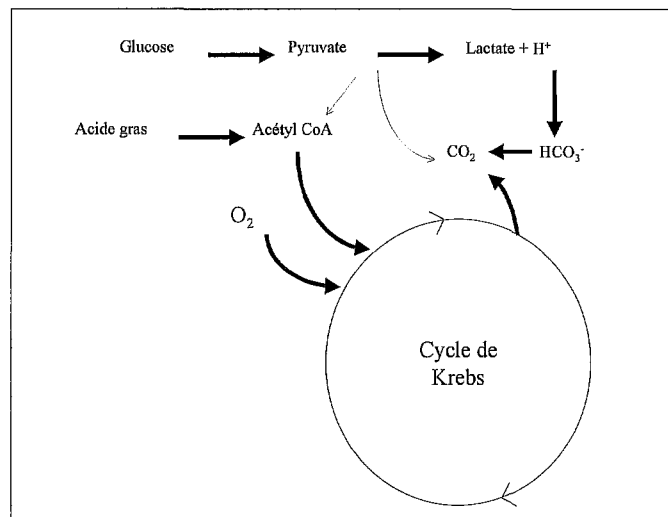 Glucose Pyruvate Lactate + H⁺
Acide gras Acétyl CoA CO₂ HCO₃⁻
O₂
Cycle de
Krebs